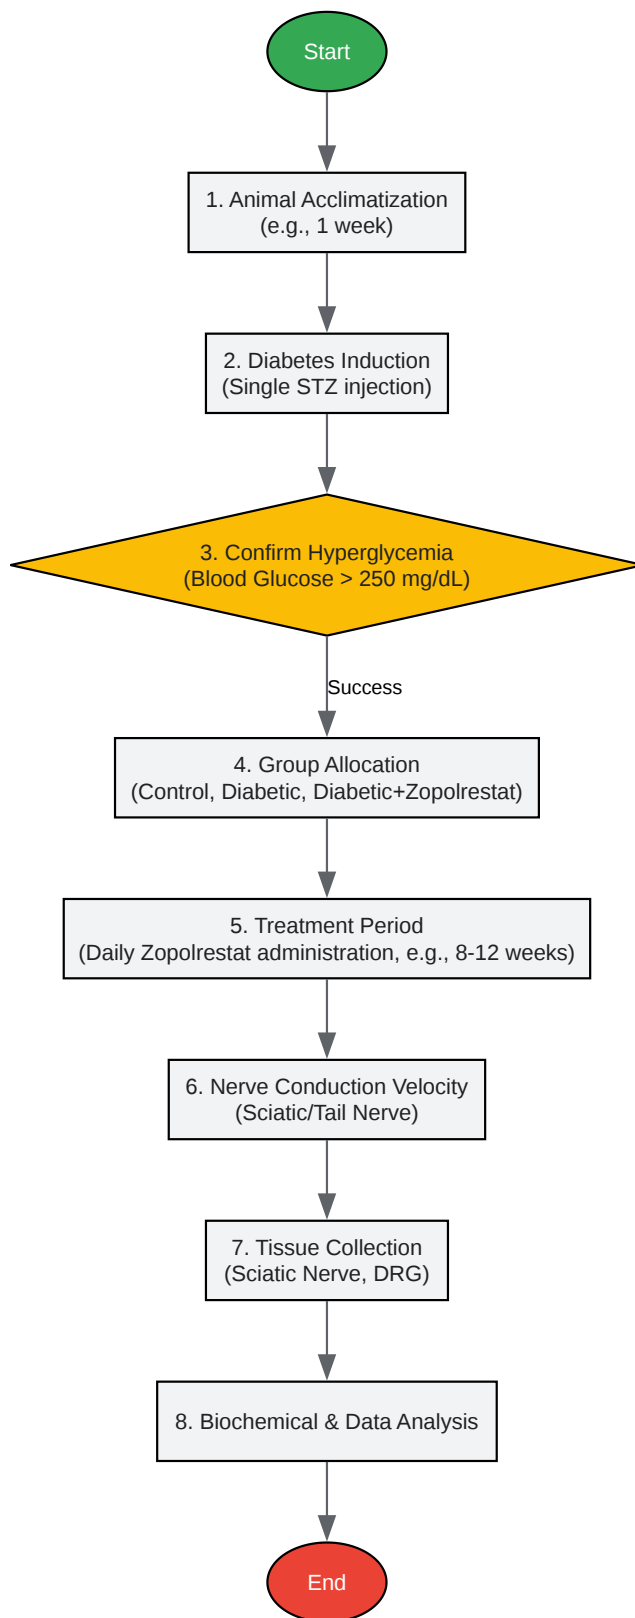 Start
1. Animal Acclimatization
(e.g., 1 week)
2. Diabetes Induction
(Single STZ injection)
3. Confirm Hyperglycemia
(Blood Glucose > 250 mg/dL)
Success
4. Group Allocation
(Control, Diabetic, Diabetic+Zopolrestat)
5. Treatment Period
(Daily Zopolrestat administration, e.g., 8-12 weeks)
6. Nerve Conduction Velocity
(Sciatic/Tail Nerve)
7. Tissue Collection
(Sciatic Nerve, DRG)
8. Biochemical & Data Analysis
End